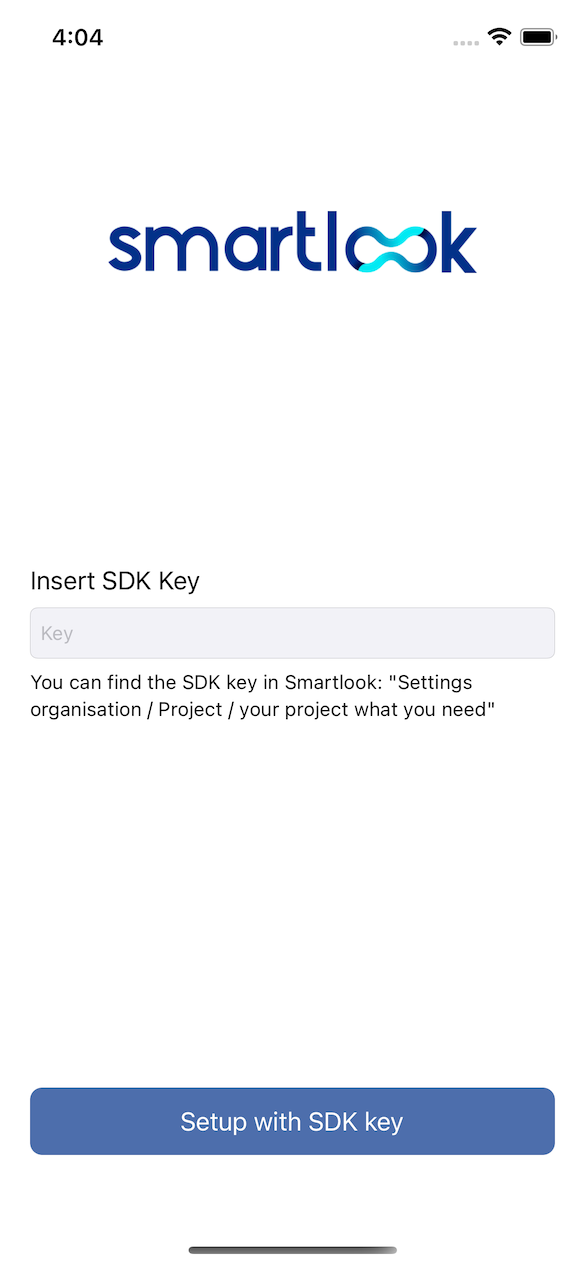 4:04
smartlook
Insert SDK Key
Key
You can find the SDK key in Smartlook: "Settings
organisation / Project / your project what you need"
Setup with SDK key